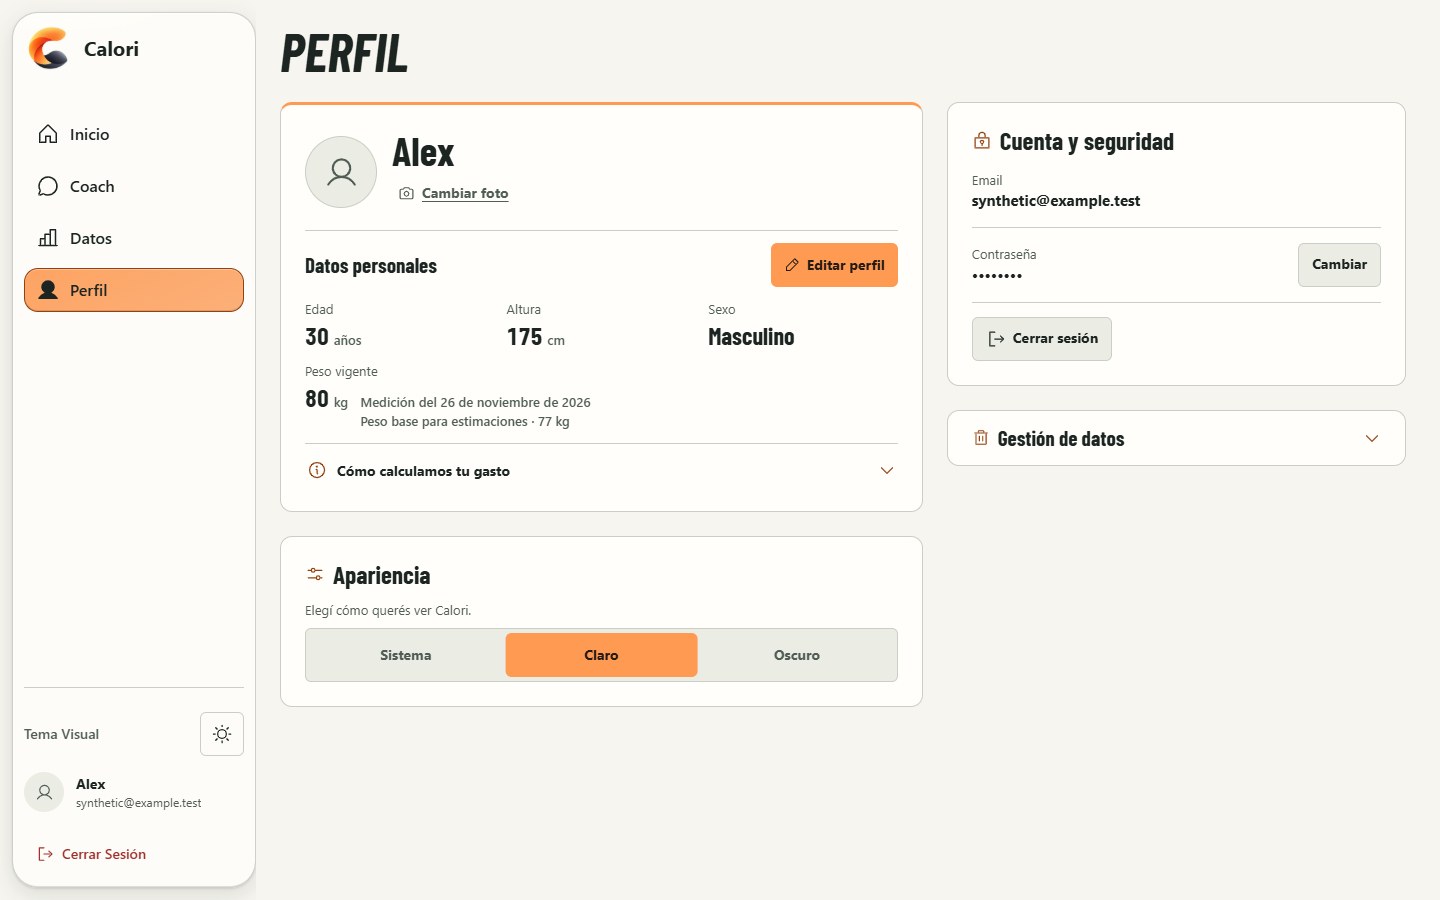 Calori
Inicio
Coach
Datos
Perfil
Tema Visual
Alex
synthetic@example.test
Cerrar Sesión
PERFIL
Alex
Cambiar foto
Datos personales
Editar perfil
Edad
30 años
Altura
175 cm
Sexo
Masculino
Peso vigente
80 kg
Medición del 26 de noviembre de 2026
Peso base para estimaciones · 77 kg
Cómo calculamos tu gasto
Apariencia
Elegí cómo querés ver Calori.
Sistema
Claro
Oscuro
Cuenta y seguridad
Email
synthetic@example.test
Contraseña
••••••••
Cambiar
Cerrar sesión
Gestión de datos